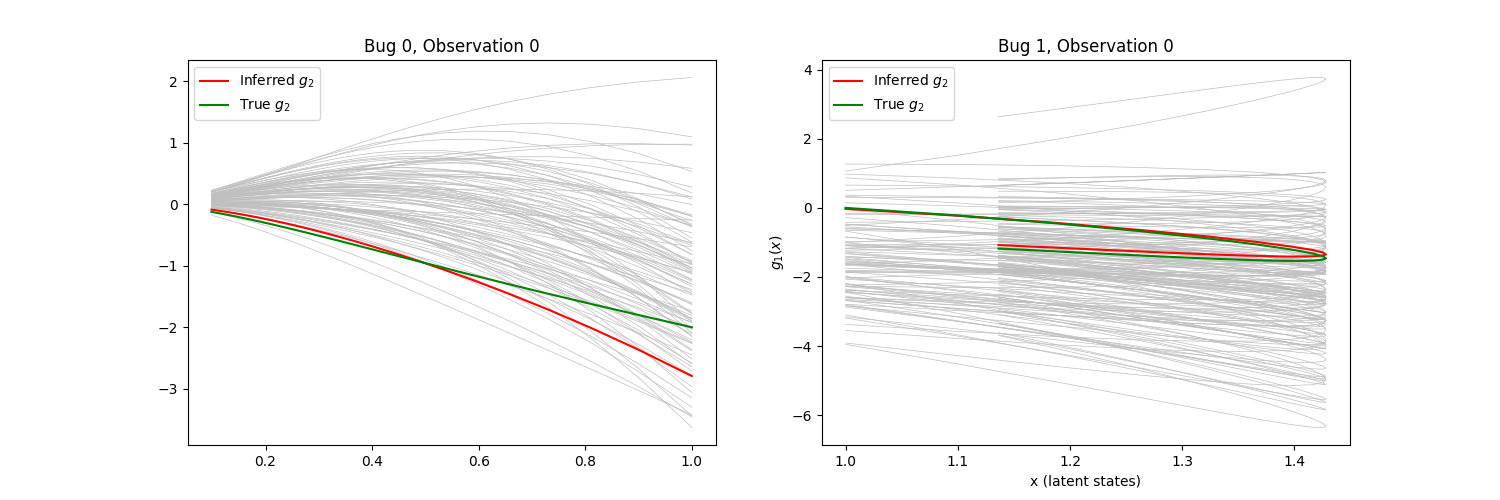 Bug 0, Observation 0
Inferred g₂
True g₂
2
1
0
−1
−2
−3
0.2 0.4 0.6 0.8 1.0
Bug 1, Observation 0
Inferred g₂
True g₂
4
2
0
−2
−4
−6
g₁(x)
1.0 1.1 1.2 1.3 1.4
x (latent states)